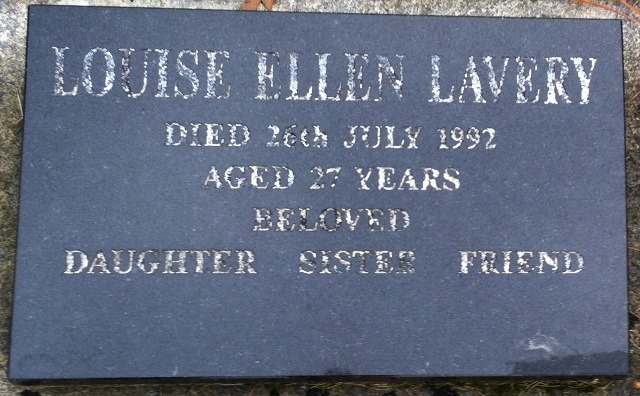 LOUISE ELLEN LAVERY
DIED 26th JULY 1992
AGED 27 YEARS
BELOVED
DAUGHTER SISTER FRIEND